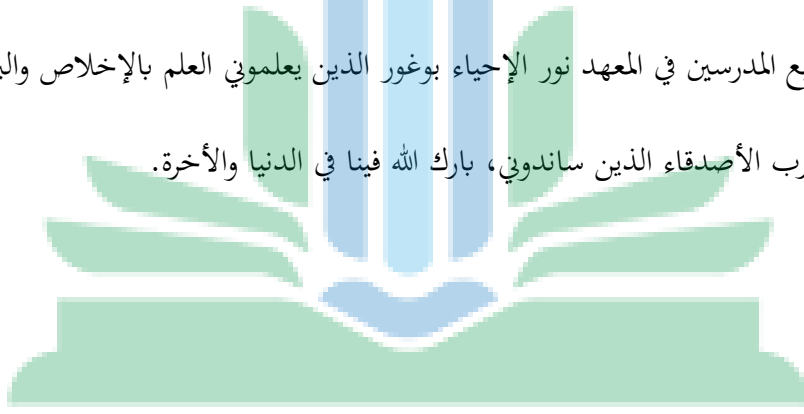 ع المدرسين في المعهد نور الإحياء بوغور الذين يعلموني العلم بالإخلاص
رب الأصدقاء الذين ساندوني، بارك الله فينا في الدنيا والأخرة.